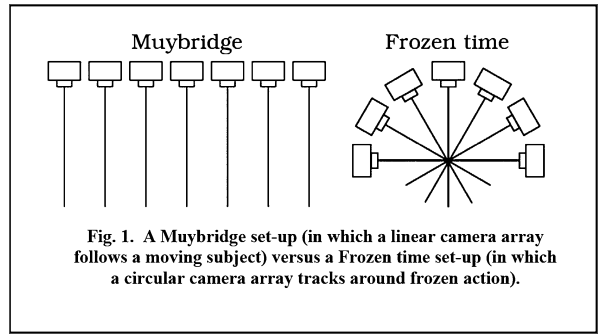 Muybridge
Frozen time
Fig. 1. A Muybridge set-up (in which a linear camera array
follows a moving subject) versus a Frozen time set-up (in which
a circular camera array tracks around frozen action).